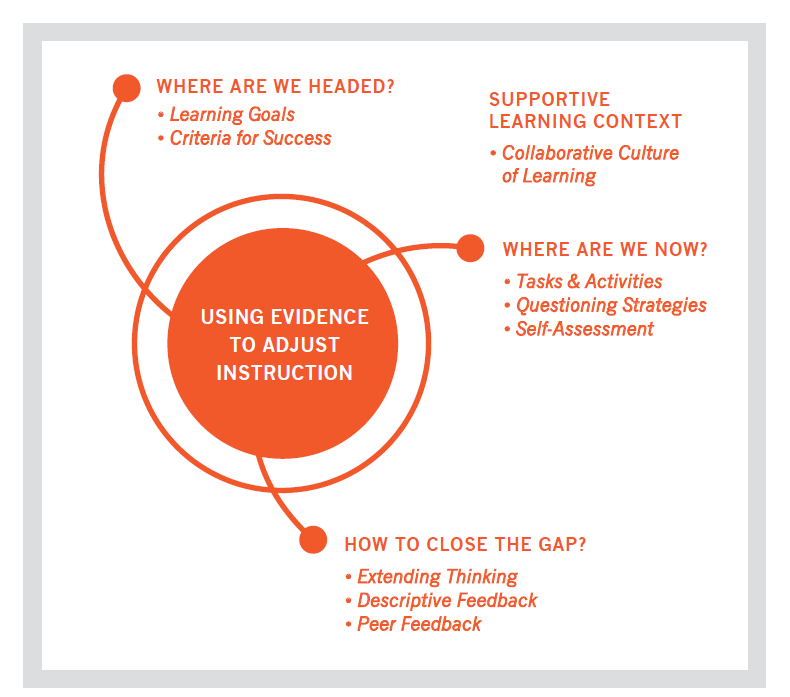 WHERE ARE WE HEADED?
• Learning Goals
• Criteria for Success
SUPPORTIVE
LEARNING CONTEXT
• Collaborative Culture
of Learning
WHERE ARE WE NOW?
• Tasks & Activities
• Questioning Strategies
• Self-Assessment
USING EVIDENCE
TO ADJUST
INSTRUCTION
HOW TO CLOSE THE GAP?
• Extending Thinking
• Descriptive Feedback
• Peer Feedback